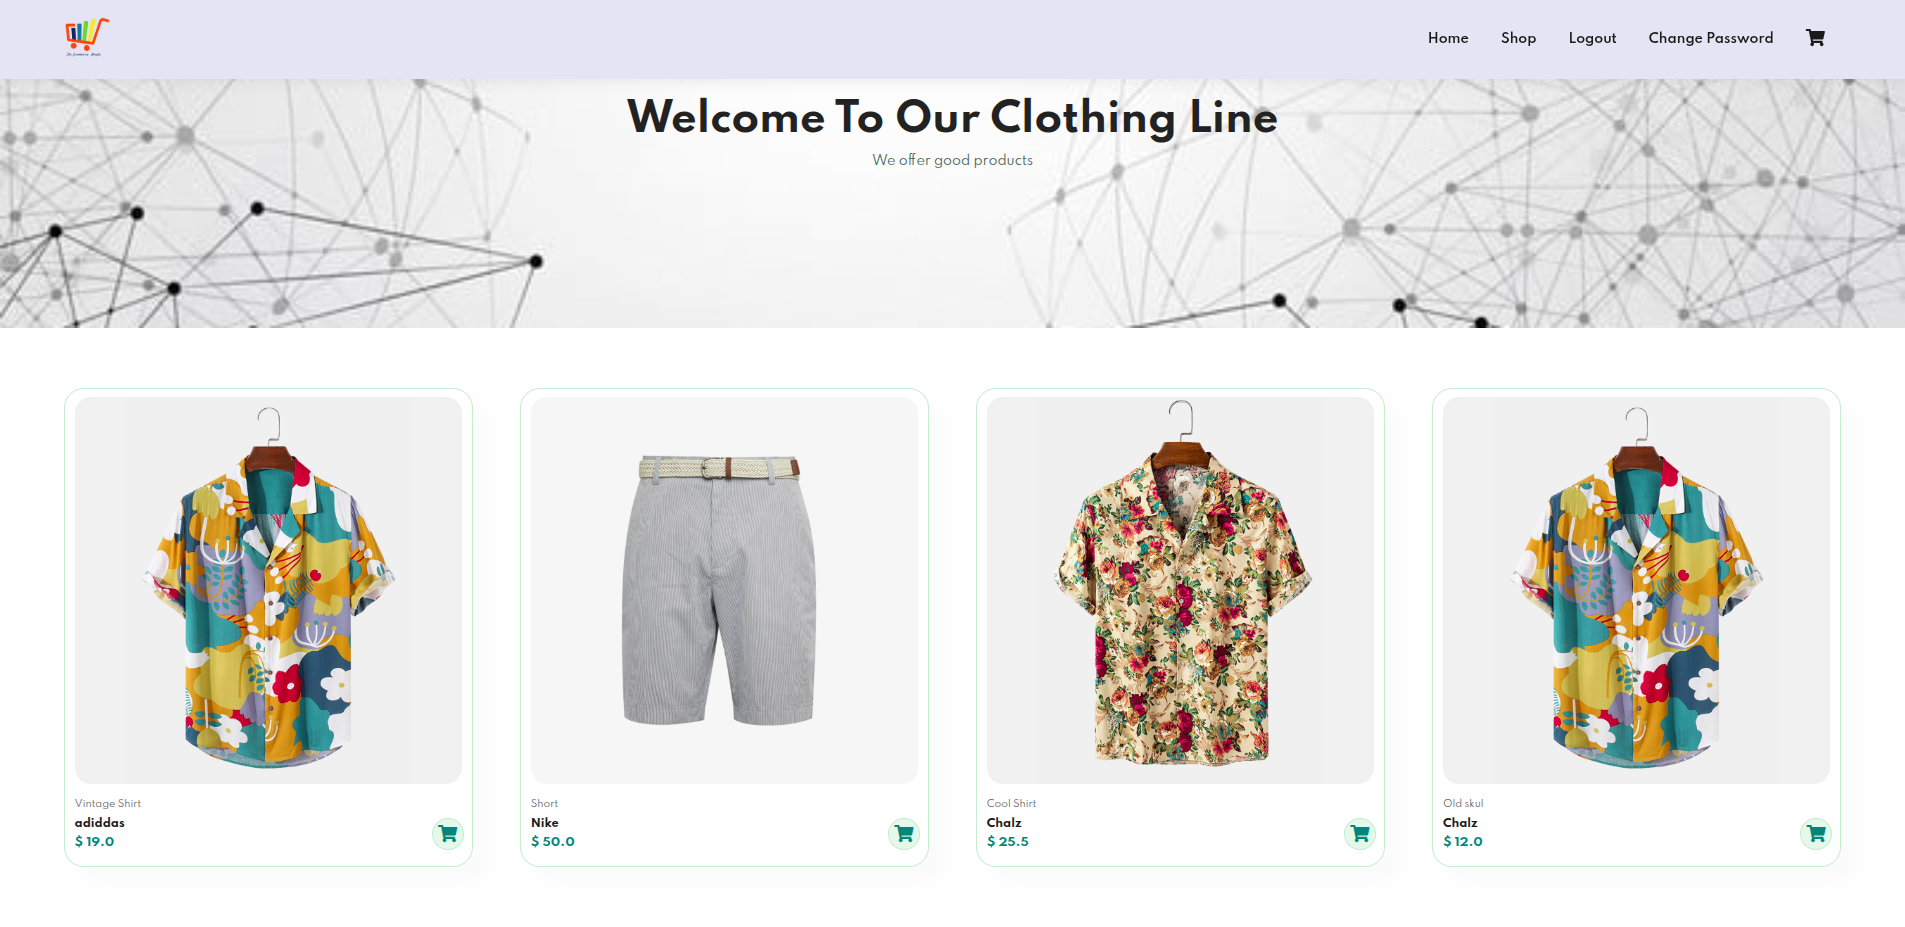 Home Shop Logout Change Password
Welcome To Our Clothing Line
We offer good products
Vintage Shirt
adiddas
$ 19.0
Short
Nike
$ 50.0
Cool Shirt
Chalz
$ 25.5
Old skul
Chalz
$ 12.0